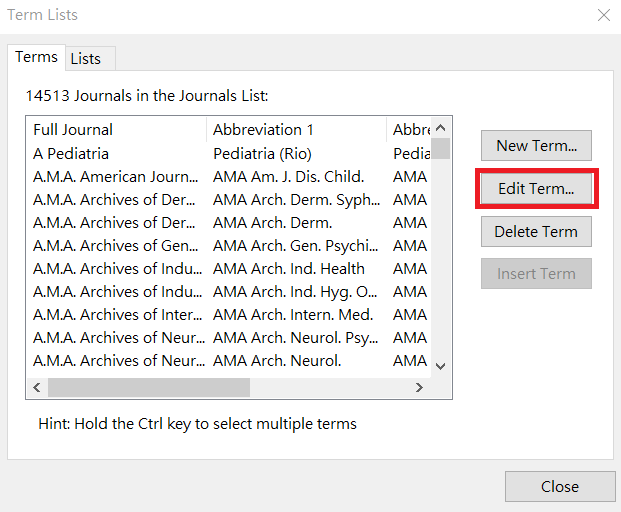 Term Lists
Terms Lists
14513 Journals in the Journals List:
Full Journal Abbreviation 1 Abbre
A Pediatria Pediatria (Rio) Pedia
A.M.A. American Journ... AMA Am. J. Dis. Child. AMA
A.M.A. Archives of Der... AMA Arch. Derm. Syph... AMA
A.M.A. Archives of Der... AMA Arch. Derm. AMA
A.M.A. Archives of Gen... AMA Arch. Gen. Psychi... AMA
A.M.A. Archives of Indu... AMA Arch. Ind. Health AMA
A.M.A. Archives of Indu... AMA Arch. Ind. Hyg. O... AMA
A.M.A. Archives of Inter... AMA Arch. Intern. Med. AMA
A.M.A. Archives of Neur... AMA Arch. Neurol. Psy... AMA
A.M.A. Archives of Neur... AMA Arch. Neurol. AMA
New Term...
Edit Term...
Delete Term
Insert Term
Hint: Hold the Ctrl key to select multiple terms
Close